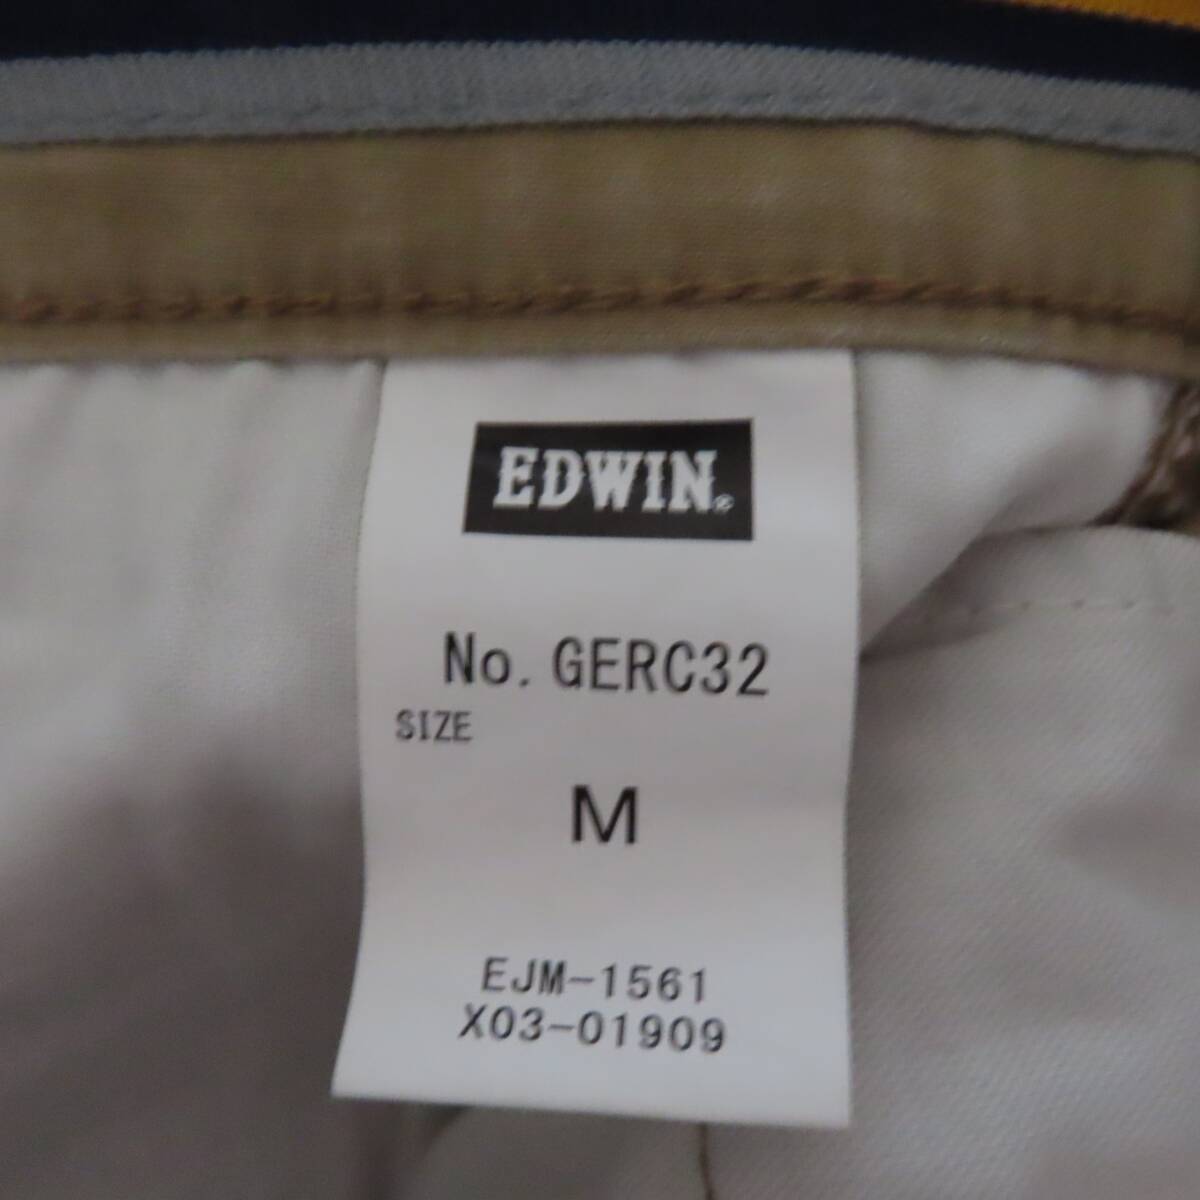 EDWIN®
No. GERC32
SIZE
M
EJM-1561
X03-01909